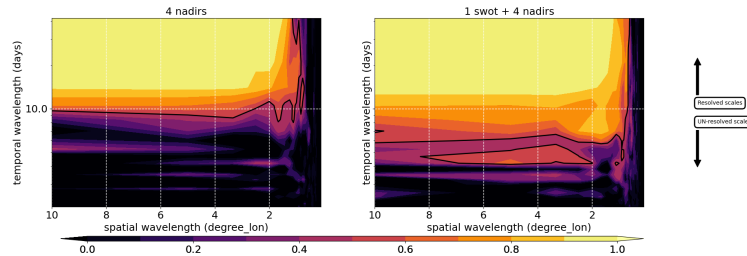 4 nadirs
1 swot + 4 nadirs
temporal wavelength (days)
10.0
10 8 6 4 2
spatial wavelength (degree_lon)
temporal wavelength (days)
10 8 6 4 2
spatial wavelength (degree_lon)
Resolved scales
UN-resolved scales
0.0 0.2 0.4 0.6 0.8 1.0